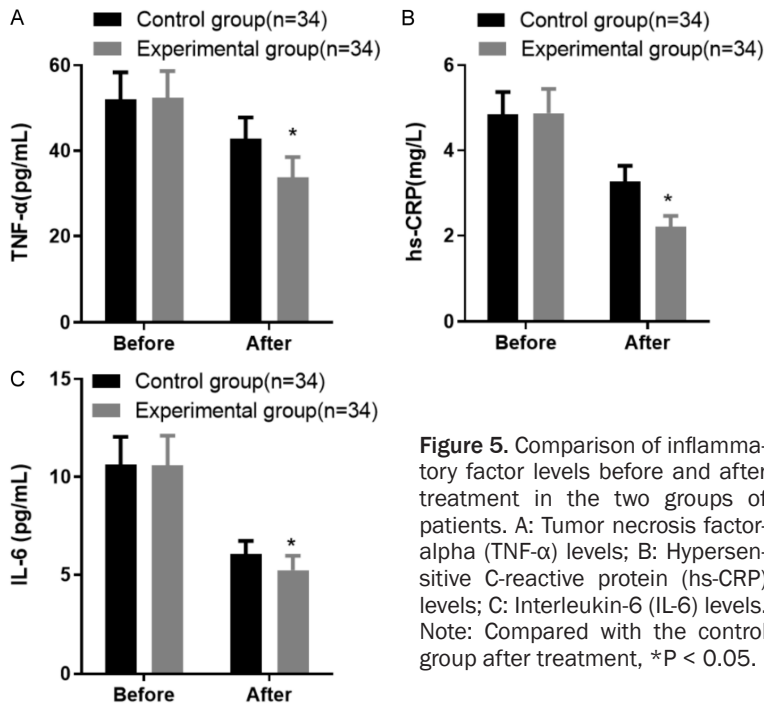 A
Control group(n=34)
Experimental group(n=34)
TNF-α(pg/mL)
60
40
20
0
*
Before
After
B
Control group(n=34)
Experimental group(n=34)
hs-CRP(mg/L)
6
4
2
0
*
Before
After
C
Control group(n=34)
Experimental group(n=34)
IL-6 (pg/mL)
15
10
5
0
*
Before
After
Figure 5. Comparison of inflamma-
tory factor levels before and after
treatment in the two groups of
patients. A: Tumor necrosis factor-
alpha (TNF-α) levels; B: Hypersen-
sitive C-reactive protein (hs-CRP)
levels; C: Interleukin-6 (IL-6) levels.
Note: Compared with the control
group after treatment, *P < 0.05.